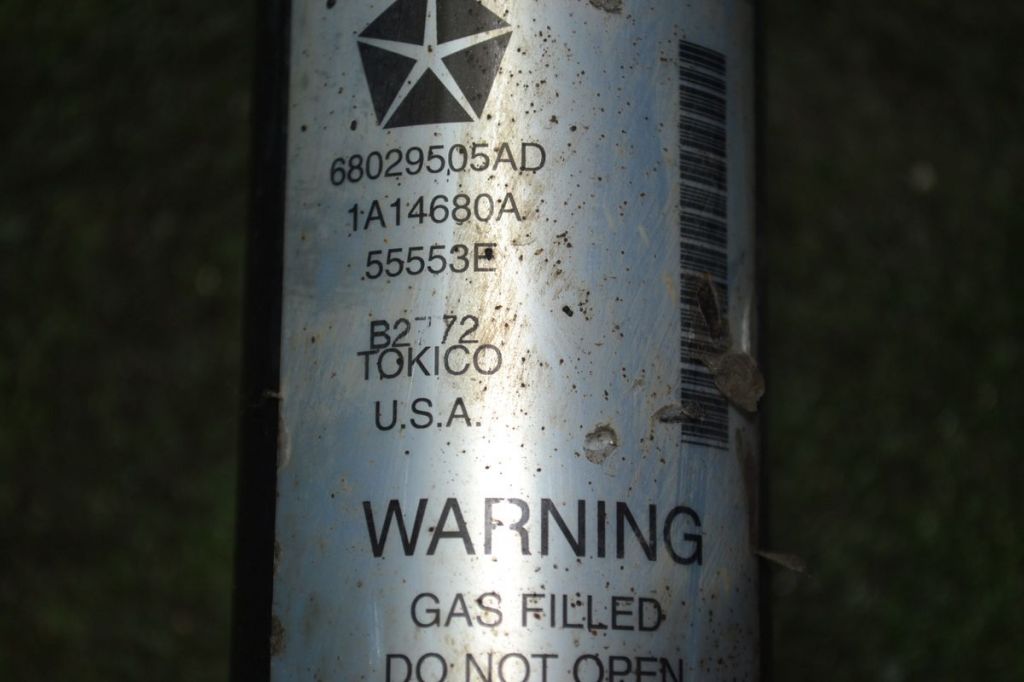 68029505AD
1A14680A
55553E
TOKICO
U.S.A.
WARNING
GAS FILLED
DO NOT OPEN